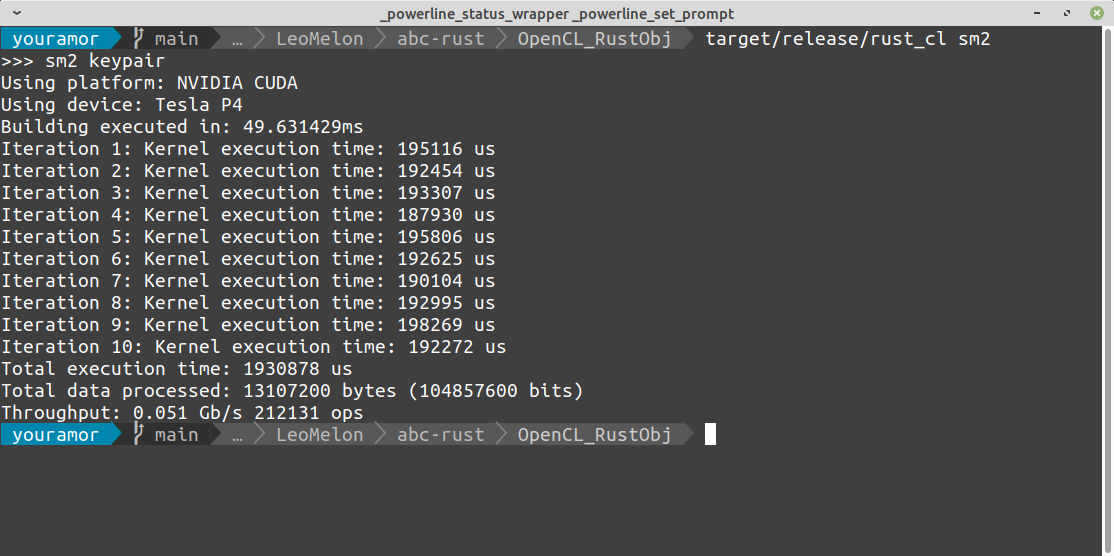 _powerline_status_wrapper _powerline_set_prompt
youramor main … LeoMelon abc-rust OpenCL_RustObj target/release/rust_cl sm2
>>> sm2 keypair
Using platform: NVIDIA CUDA
Using device: Tesla P4
Building executed in: 49.631429ms
Iteration 1: Kernel execution time: 195116 us
Iteration 2: Kernel execution time: 192454 us
Iteration 3: Kernel execution time: 193307 us
Iteration 4: Kernel execution time: 187930 us
Iteration 5: Kernel execution time: 195806 us
Iteration 6: Kernel execution time: 192625 us
Iteration 7: Kernel execution time: 190104 us
Iteration 8: Kernel execution time: 192995 us
Iteration 9: Kernel execution time: 198269 us
Iteration 10: Kernel execution time: 192272 us
Total execution time: 1930878 us
Total data processed: 13107200 bytes (104857600 bits)
Throughput: 0.051 Gb/s 212131 ops
youramor main … LeoMelon abc-rust OpenCL_RustObj